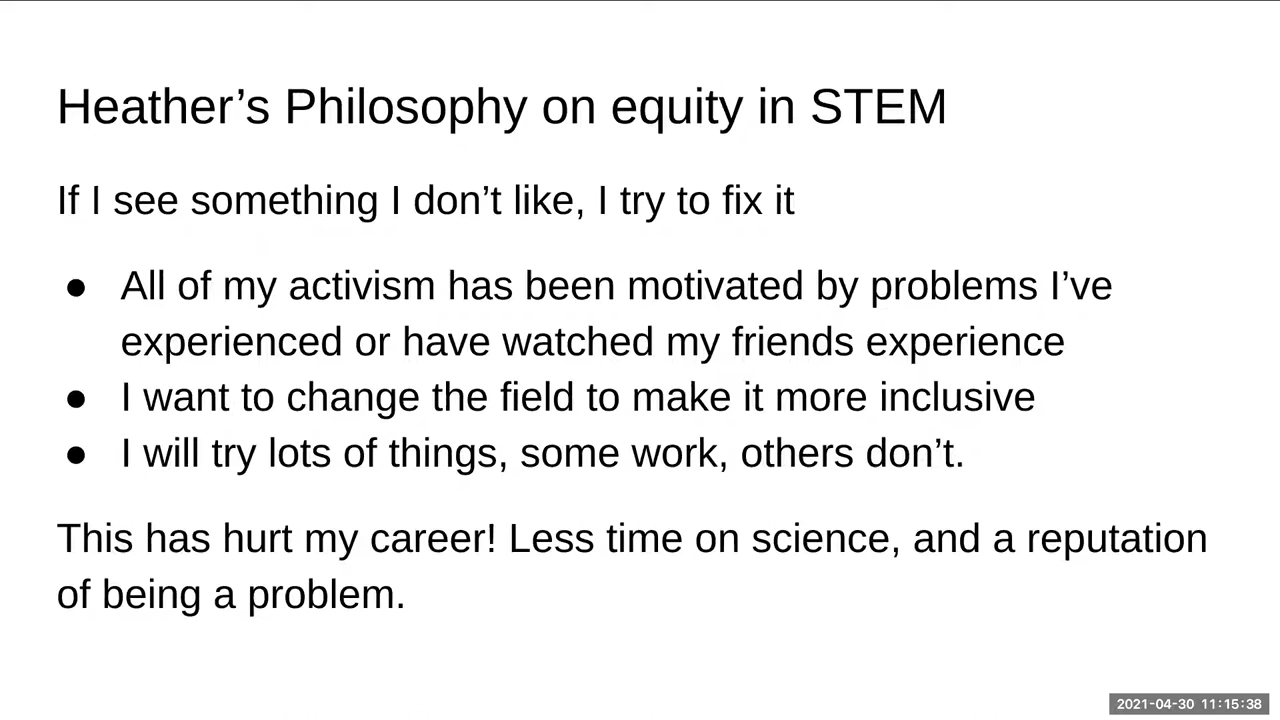 Heather’s Philosophy on equity in STEM
If I see something I don’t like, I try to fix it
● All of my activism has been motivated by problems I’ve
experienced or have watched my friends experience
● I want to change the field to make it more inclusive
● I will try lots of things, some work, others don’t.
This has hurt my career! Less time on science, and a reputation
of being a problem.
2021-04-30 11:15:38